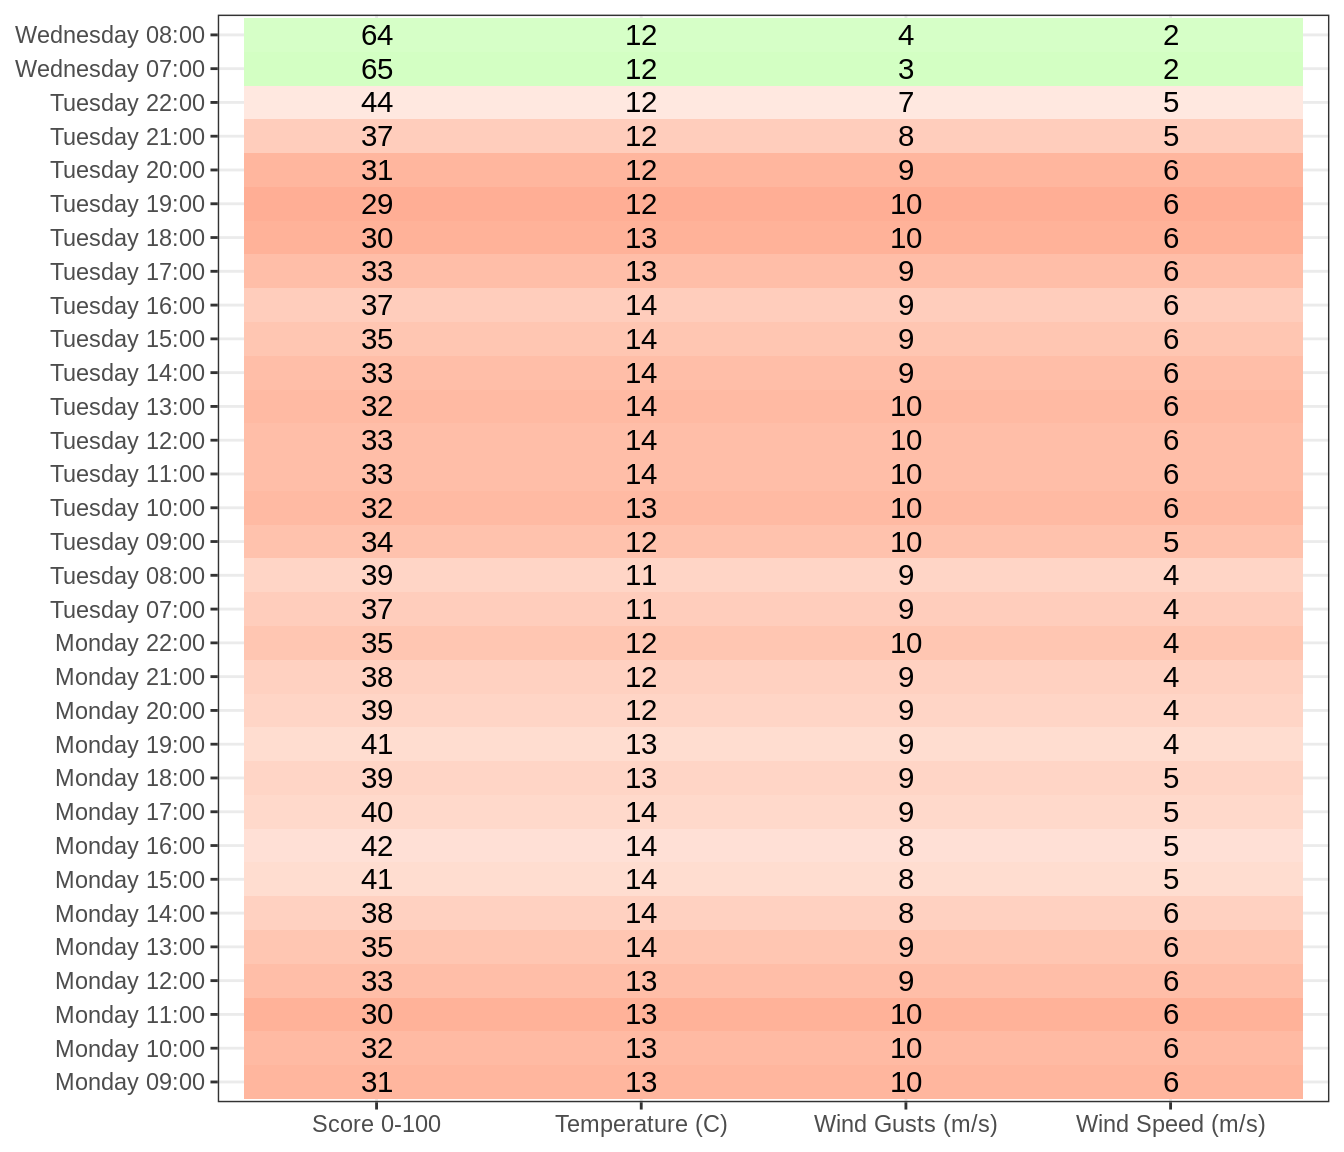 Wednesday 08:00 64 12 4 2
Wednesday 07:00 65 12 3 2
Tuesday 22:00 44 12 7 5
Tuesday 21:00 37 12 8 5
Tuesday 20:00 31 12 9 6
Tuesday 19:00 29 12 10 6
Tuesday 18:00 30 13 10 6
Tuesday 17:00 33 13 9 6
Tuesday 16:00 37 14 9 6
Tuesday 15:00 35 14 9 6
Tuesday 14:00 33 14 9 6
Tuesday 13:00 32 14 10 6
Tuesday 12:00 33 14 10 6
Tuesday 11:00 33 14 10 6
Tuesday 10:00 32 13 10 6
Tuesday 09:00 34 12 10 5
Tuesday 08:00 39 11 9 4
Tuesday 07:00 37 11 9 4
Monday 22:00 35 12 10 4
Monday 21:00 38 12 9 4
Monday 20:00 39 12 9 4
Monday 19:00 41 13 9 4
Monday 18:00 39 13 9 5
Monday 17:00 40 14 9 5
Monday 16:00 42 14 8 5
Monday 15:00 41 14 8 5
Monday 14:00 38 14 8 6
Monday 13:00 35 14 9 6
Monday 12:00 33 13 9 6
Monday 11:00 30 13 10 6
Monday 10:00 32 13 10 6
Monday 09:00 31 13 10 6
Score 0-100 Temperature (C) Wind Gusts (m/s) Wind Speed (m/s)